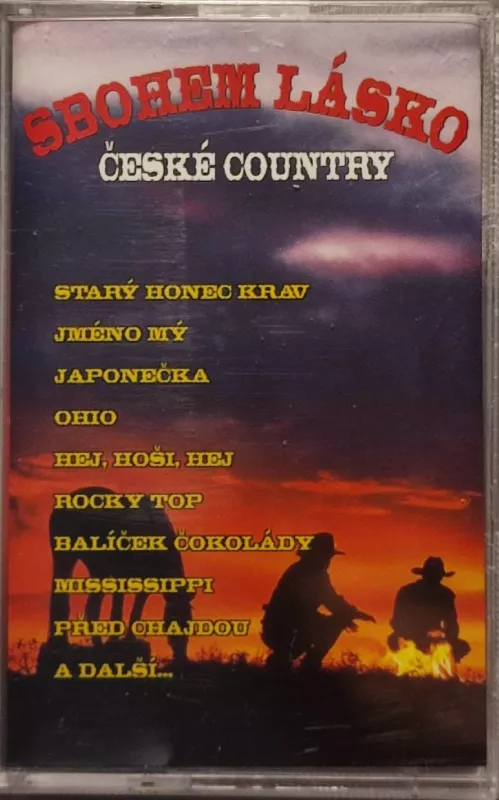 SBOHEM LÁSKO
ČESKÉ COUNTRY
STARÝ HONEC KRAV
JMÉNO MÝ
JAPONEČKA
OHIO
HEJ, HOŠI, HEJ
ROCKY TOP
BALÍČEK ČOKOLÁDY
MISSISSIPPI
PŘED CHAJDOU
A DALŠÍ...